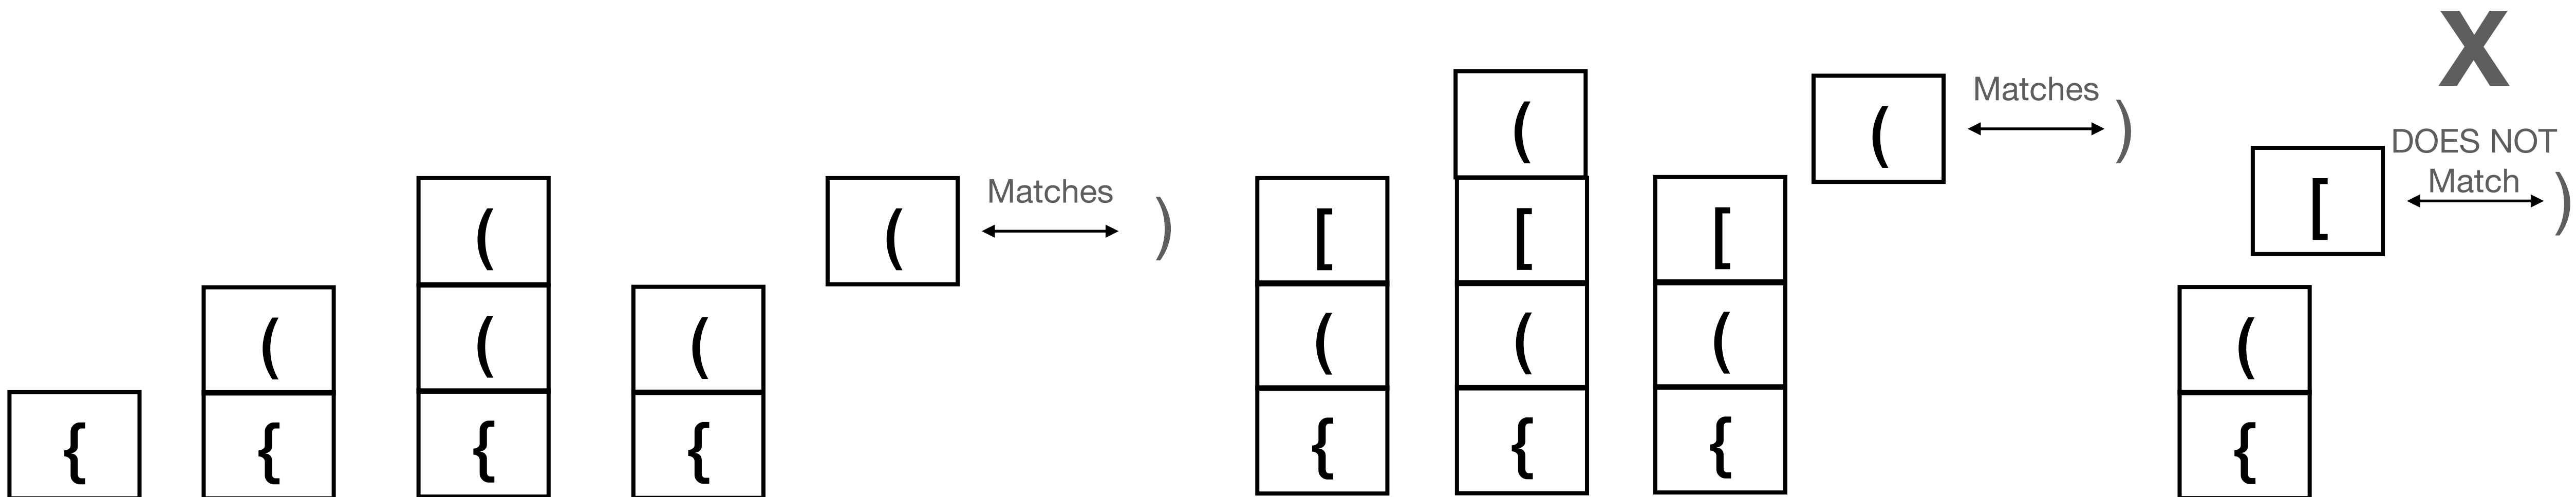 X
( Matches )
( DOES NOT
( Matches ) [ ( [ [ Match )
( ( ( [
( ( ( ( ( ( (
{ { { { { { { {